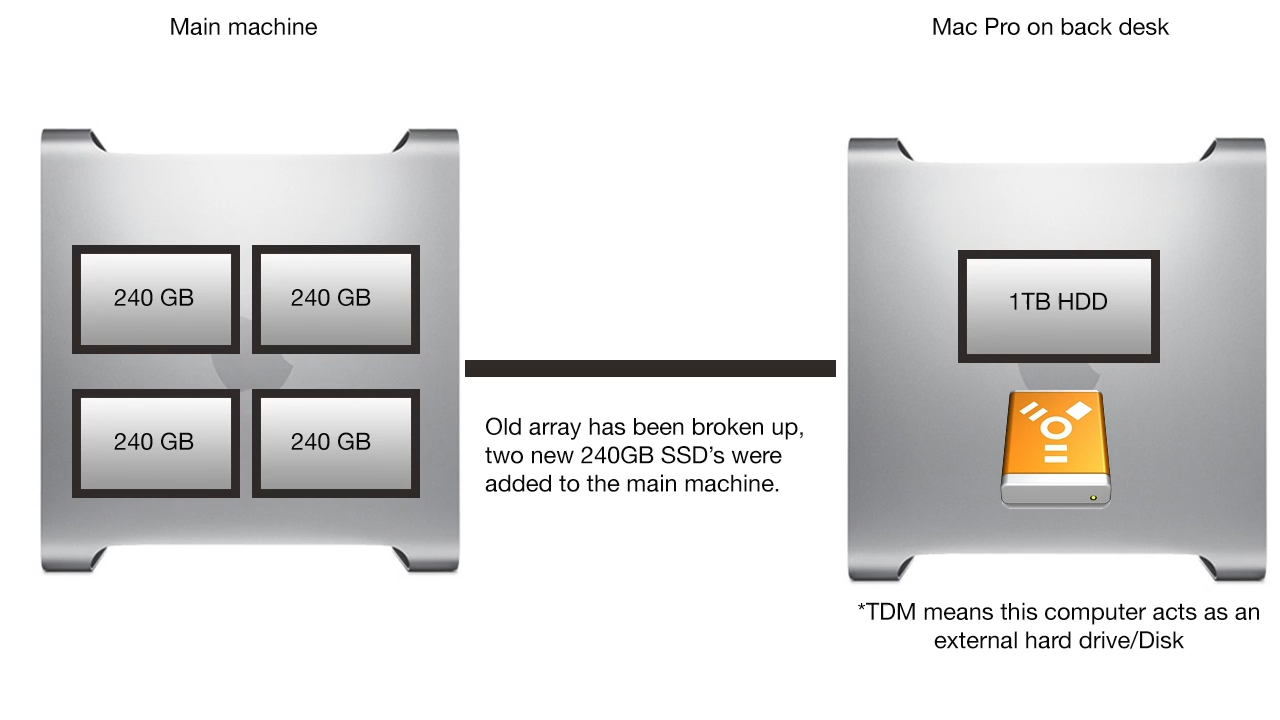 Main machine
Mac Pro on back desk
240 GB
240 GB
1TB HDD
240 GB
240 GB
Old array has been broken up,
two new 240GB SSD’s were
added to the main machine.
*TDM means this computer acts as an
external hard drive/Disk